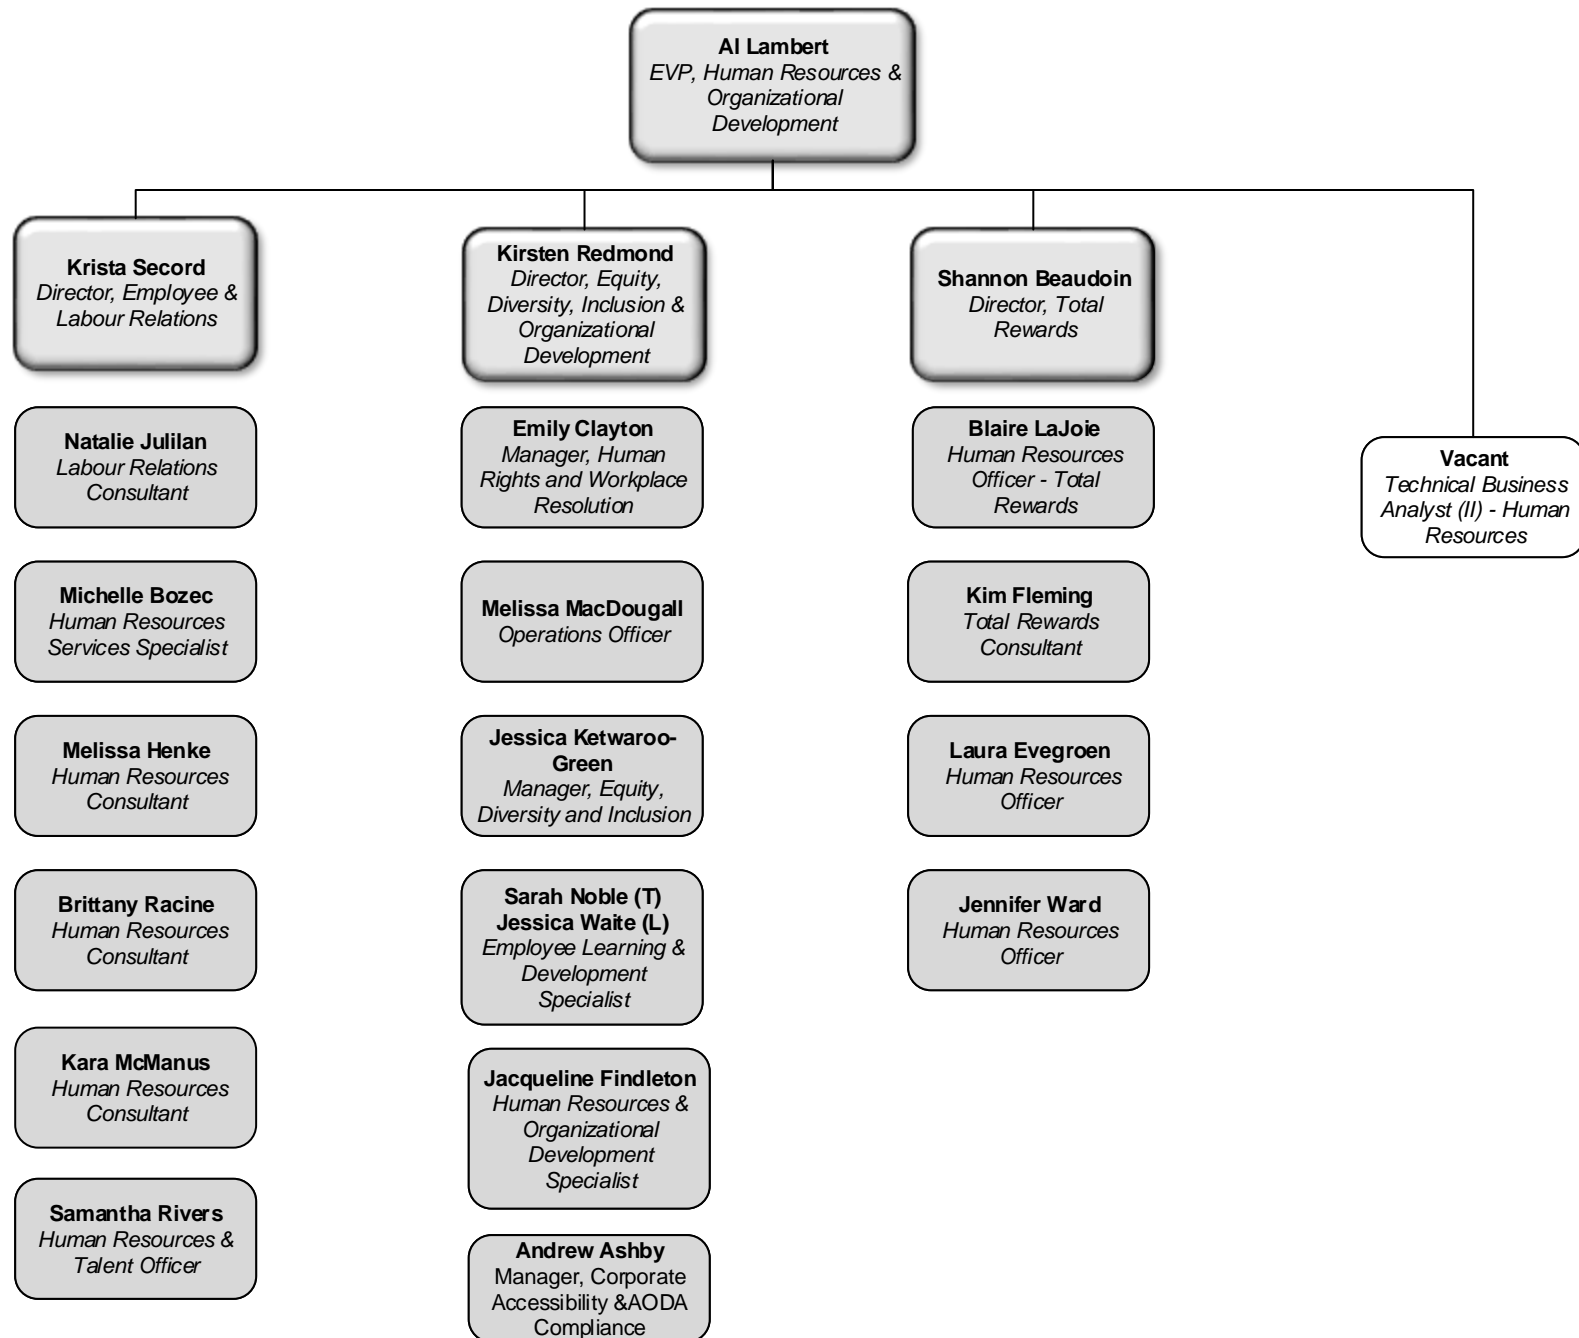 Al Lambert
EVP, Human Resources &
Organizational
Development
Krista Secord
Director, Employee &
Labour Relations
Natalie Julilan
Labour Relations
Consultant
Michelle Bozec
Human Resources
Services Specialist
Melissa Henke
Human Resources
Consultant
Brittany Racine
Human Resources
Consultant
Kara McManus
Human Resources
Consultant
Samantha Rivers
Human Resources &
Talent Officer
Kirsten Redmond
Director, Equity,
Diversity, Inclusion &
Organizational
Development
Emily Clayton
Manager, Human
Rights and Workplace
Resolution
Melissa MacDougall
Operations Officer
Jessica Ketwaroo-
Green
Manager, Equity,
Diversity and Inclusion
Sarah Noble (T)
Jessica Waite (L)
Employee Learning &
Development
Specialist
Jacqueline Findleton
Human Resources &
Organizational
Development
Specialist
Andrew Ashby
Manager, Corporate
Accessibility &AODA
Compliance
Shannon Beaudoin
Director, Total
Rewards
Blaire LaJoie
Human Resources
Officer - Total
Rewards
Kim Fleming
Total Rewards
Consultant
Laura Evegroen
Human Resources
Officer
Jennifer Ward
Human Resources
Officer
Vacant
Technical Business
Analyst (II) - Human
Resources